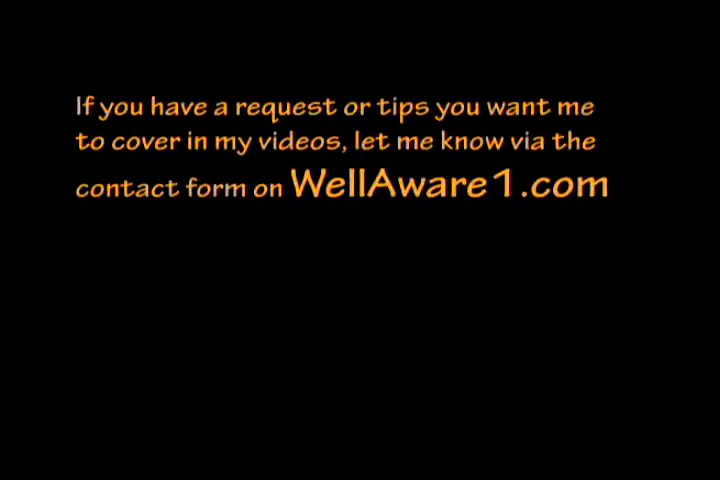 If you have a request or tips you want me
to cover in my videos, let me know via the
contact form on WellAware1.com